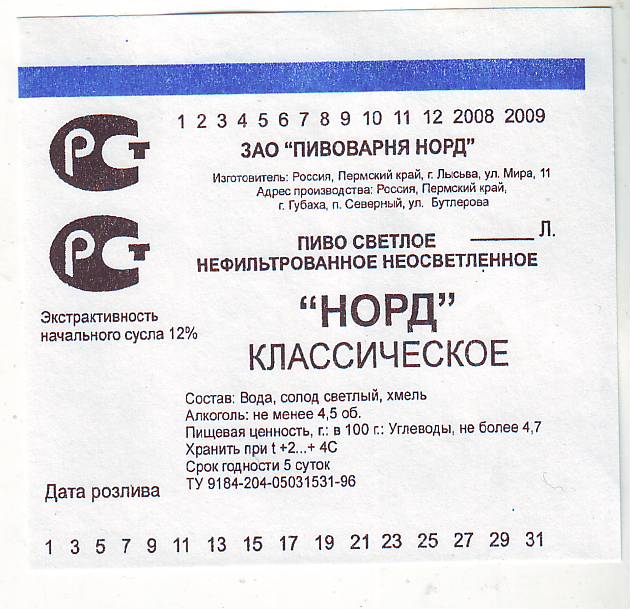 1 2 3 4 5 6 7 8 9 10 11 12 2008 2009
РСТ
ЗАО "ПИВОВАРНЯ НОРД"
Изготовитель: Россия, Пермский край, г. Лысьва, ул. Мира, 11
Адрес производства: Россия, Пермский край,
г. Губаха, п. Северный, ул. Бутлерова
РСТ
ПИВО СВЕТЛОЕ ______ Л.
НЕФИЛЬТРОВАННОЕ НЕОСВЕТЛЕННОЕ
Экстрактивность
начального сусла 12%
"НОРД"
КЛАССИЧЕСКОЕ
Состав: Вода, солод светлый, хмель
Алкоголь: не менее 4,5 об.
Пищевая ценность, г.: в 100 г.: Углеводы, не более 4,7
Хранить при t +2...+ 4С
Срок годности 5 суток
ТУ 9184-204-05031531-96
Дата розлива
1 3 5 7 9 11 13 15 17 19 21 23 25 27 29 31